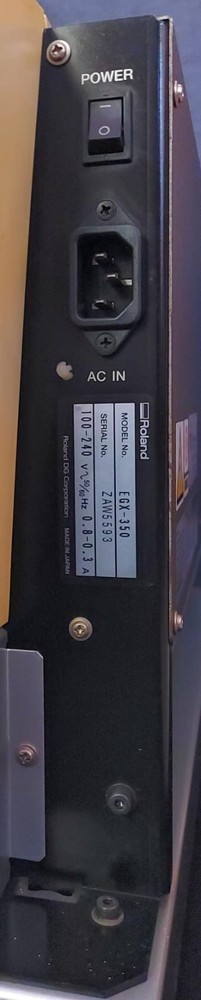 POWER
AC IN
Roland
MODEL No. EGX-350
SERIAL No. ZAW5593
100-240 V~ 50/60 Hz 0.8-0.3 A
Roland DG Corporation MADE IN JAPAN